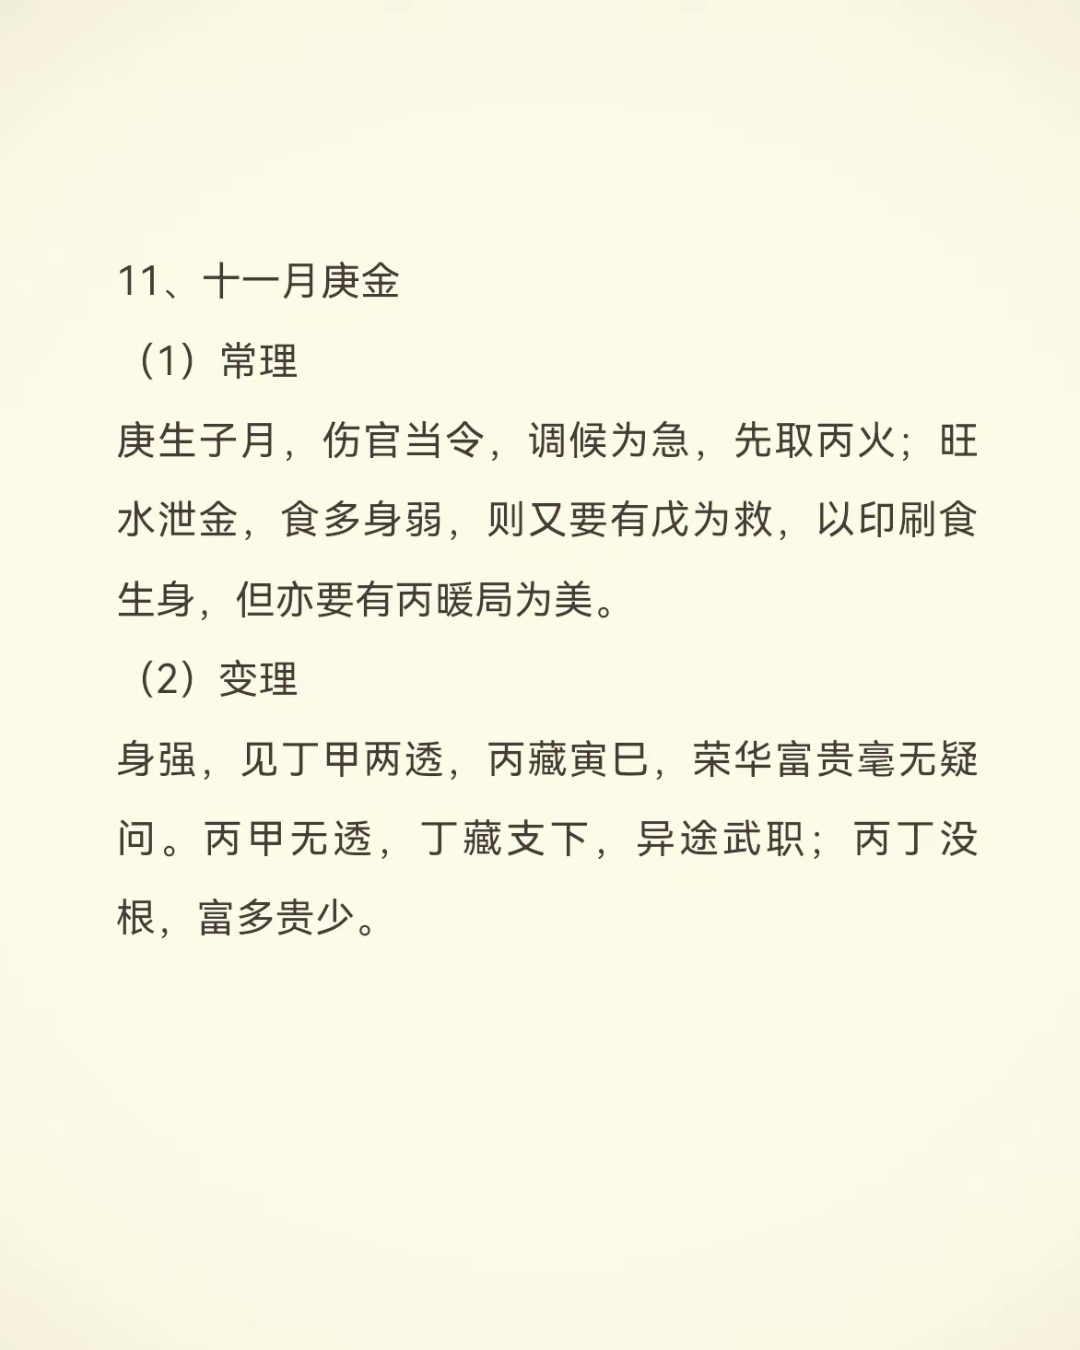 11、十一月庚金
（1）常理
庚生子月，伤官当令，调候为急，先取丙火；旺
水泄金，食多身弱，则又要有戊为救，以印刷食
生身，但亦要有丙暖局为美。
（2）变理
身强，见丁甲两透，丙藏寅巳，荣华富贵毫无疑
问。丙甲无透，丁藏支下，异途武职；丙丁没
根，富多贵少。